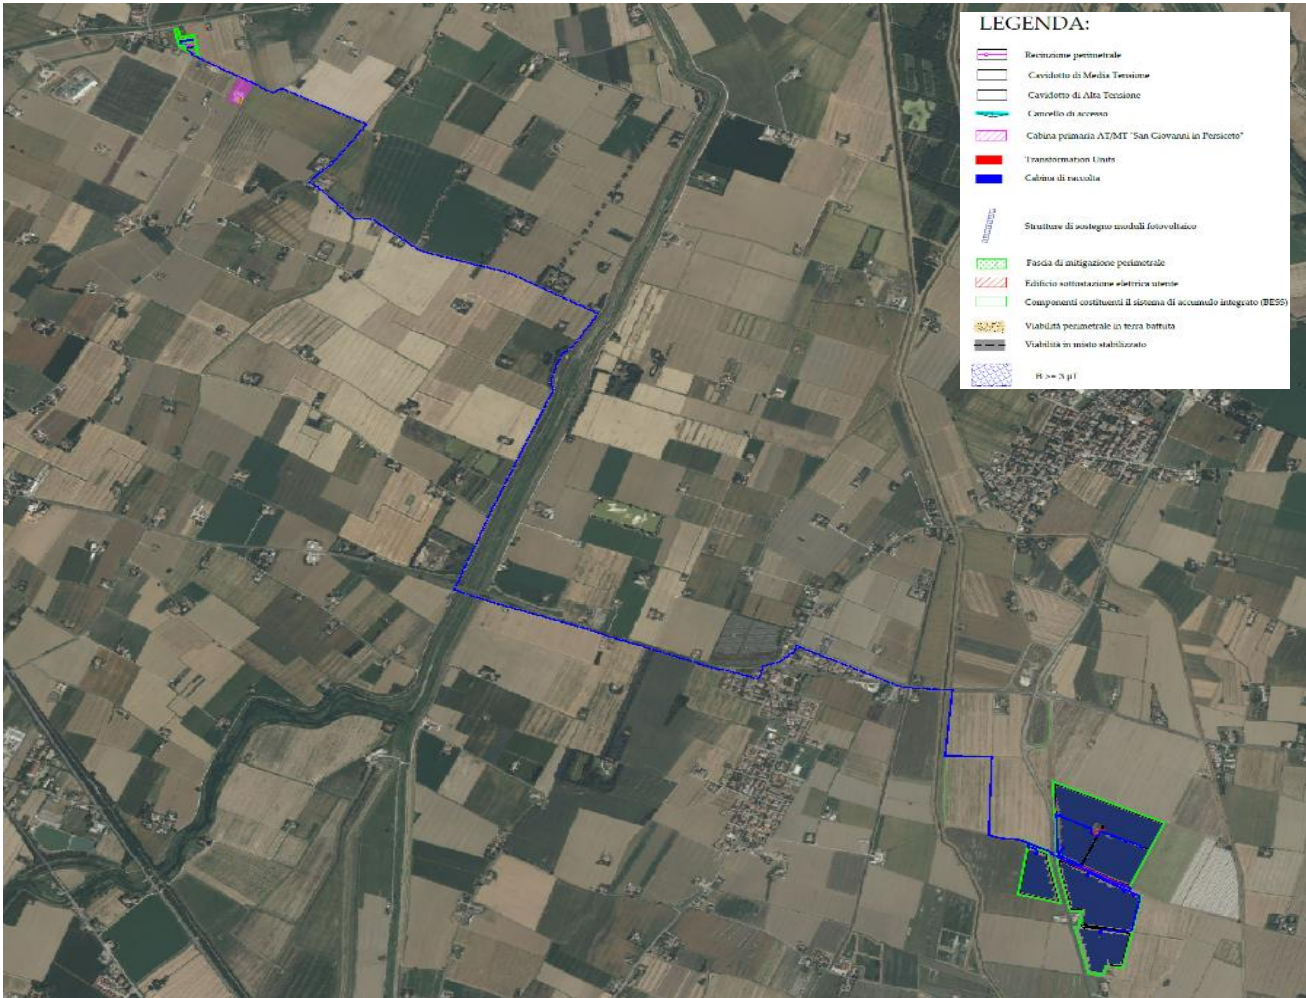 LEGENDA:
Recinzione perimetrale
Cavidotto di Media Tensione
Cavidotto di Alta Tensione
Cancello di accesso
Cabina primaria AT/MT "San Giovanni in Persiceto"
Transformation Units
Cabina di raccolta
Strutture di sostegno moduli fotovoltaico
Fascia di mitigazione perimetrale
Edificio sottostazione elettrica utente
Componenti costituenti il sistema di accumulo integrato (BESS)
Viabilità perimetrale in terra battuta
Viabilità in misto stabilizzato
B >= 3 µT